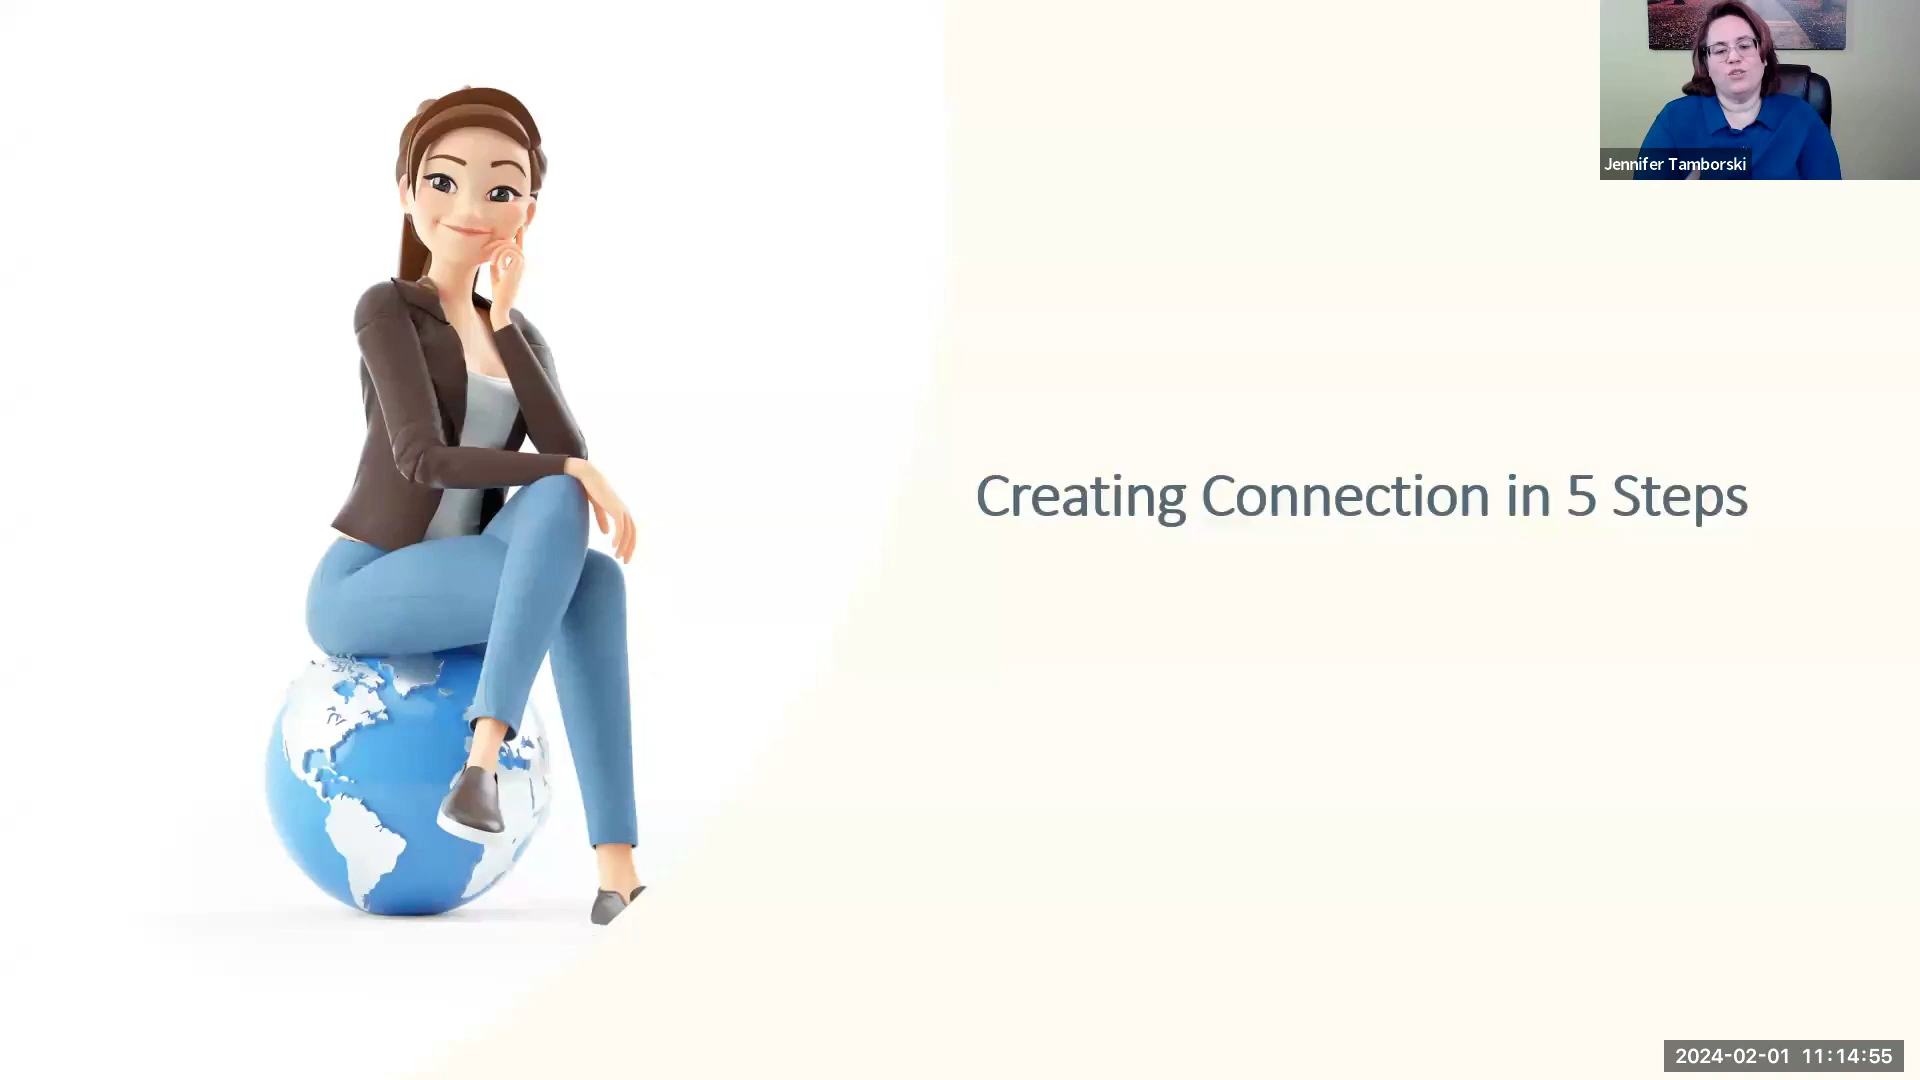 Jennifer Tamborski
Creating Connection in 5 Steps
2024-02-01 11:14:55